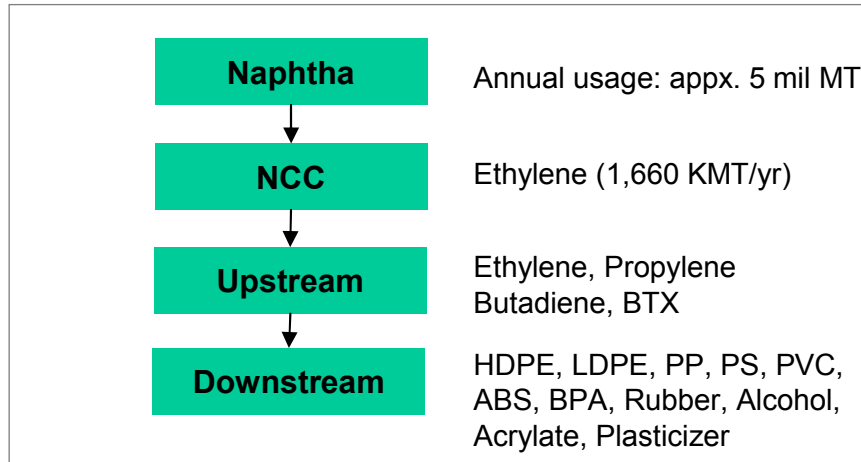 Naphtha
Annual usage: appx. 5 mil MT
NCC
Ethylene (1,660 KMT/yr)
Upstream
Ethylene, Propylene
Butadiene, BTX
Downstream
HDPE, LDPE, PP, PS, PVC,
ABS, BPA, Rubber, Alcohol,
Acrylate, Plasticizer